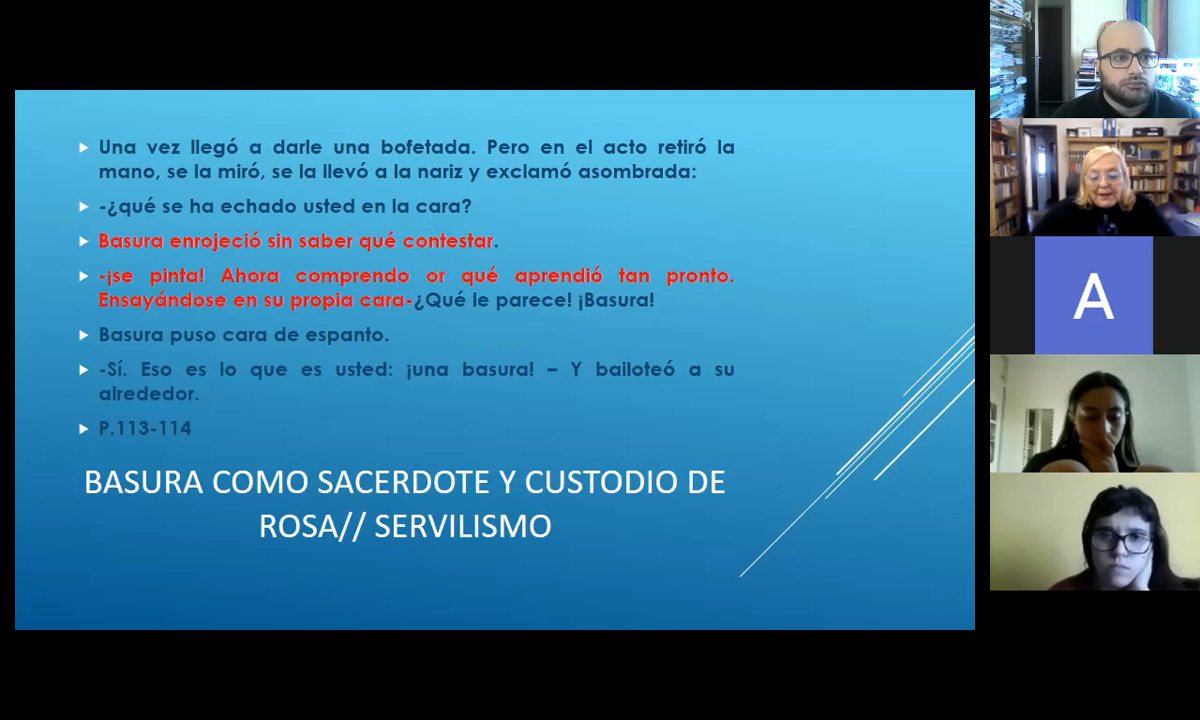 Una vez llegó a darle una bofetada. Pero en el acto retiró la
mano, se la miró, se la llevó a la nariz y exclamó asombrada:
-¿qué se ha echado usted en la cara?
Basura enrojeció sin saber qué contestar.
-¡se pinta! Ahora comprendo or qué aprendió tan pronto.
Ensayándose en su propia cara-¿Qué le parece! ¡Basura!
Basura puso cara de espanto.
-Sí. Eso es lo que es usted: ¡una basura! – Y bailoteó a su
alrededor.
P.113-114
BASURA COMO SACERDOTE Y CUSTODIO DE
ROSA// SERVILISMO
A